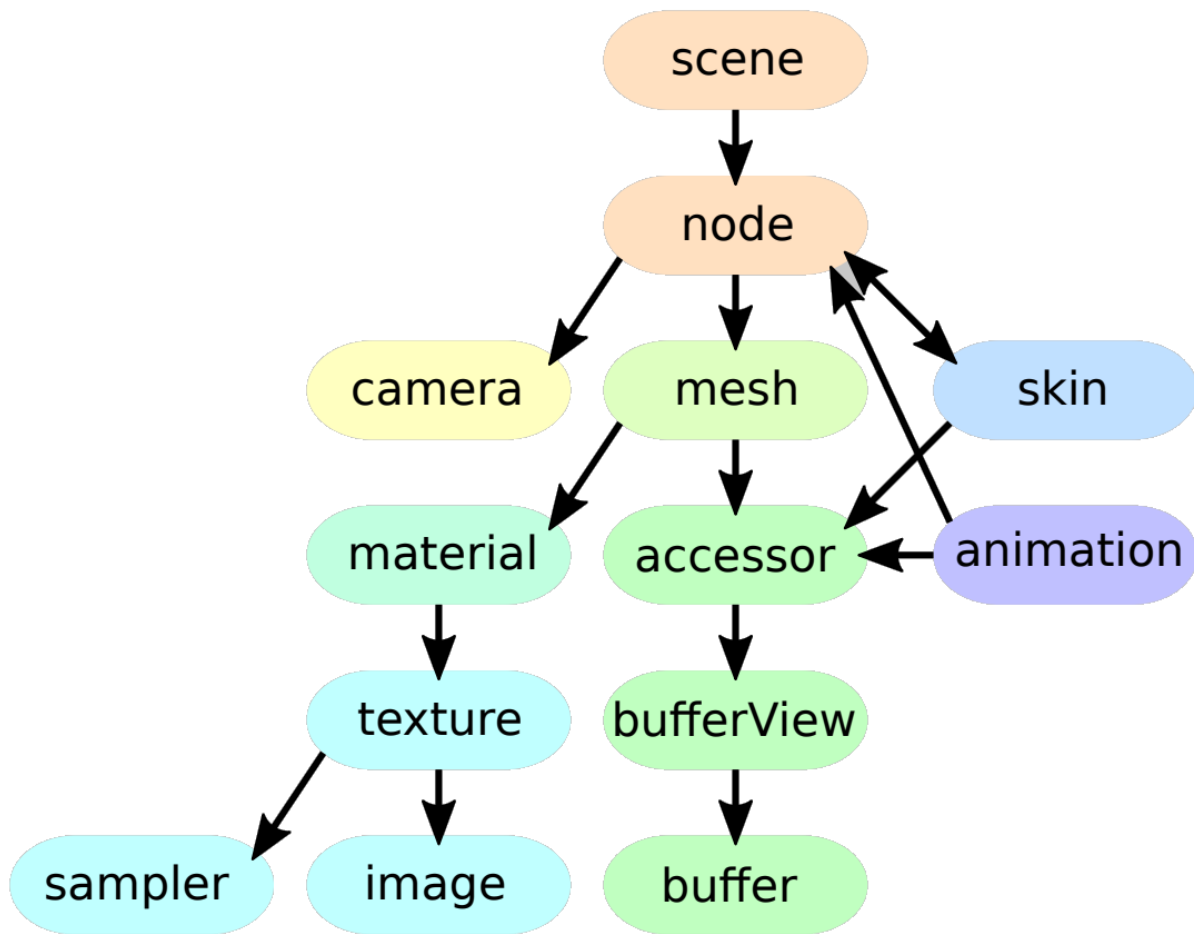 scene
node
camera
mesh
skin
material
accessor
animation
texture
bufferView
sampler
image
buffer